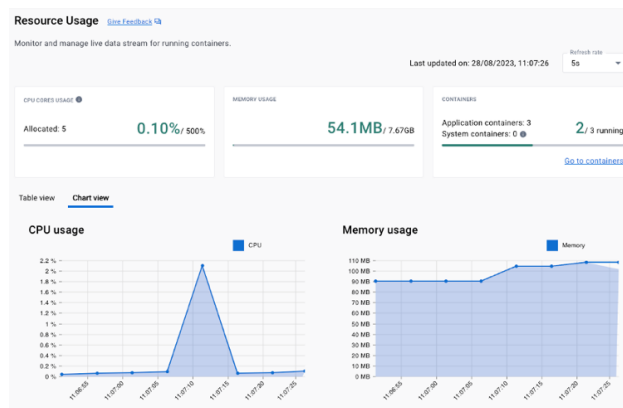 Resource Usage Give Feedback
Monitor and manage live data stream for running containers.
Refresh rate
Last updated on: 28/08/2023, 11:07:26 5s
CPU CORES USAGE
Allocated: 5 0.10% / 500%
MEMORY USAGE
54.1MB / 7.67GB
CONTAINERS
Application containers: 3
System containers: 0
2 / 3 running
Go to containers
Table view Chart view
CPU usage
CPU
2.2 %
2 %
1.8 %
1.6 %
1.4 %
1.2 %
1 %
0.8 %
0.6 %
0.4 %
0.2 %
0 %
11:06:55 11:07:00 11:07:05 11:07:10 11:07:15 11:07:20 11:07:25
Memory usage
Memory
110 MB
100 MB
90 MB
80 MB
70 MB
60 MB
50 MB
40 MB
30 MB
20 MB
10 MB
0 MB
11:06:55 11:07:00 11:07:05 11:07:10 11:07:15 11:07:20 11:07:25